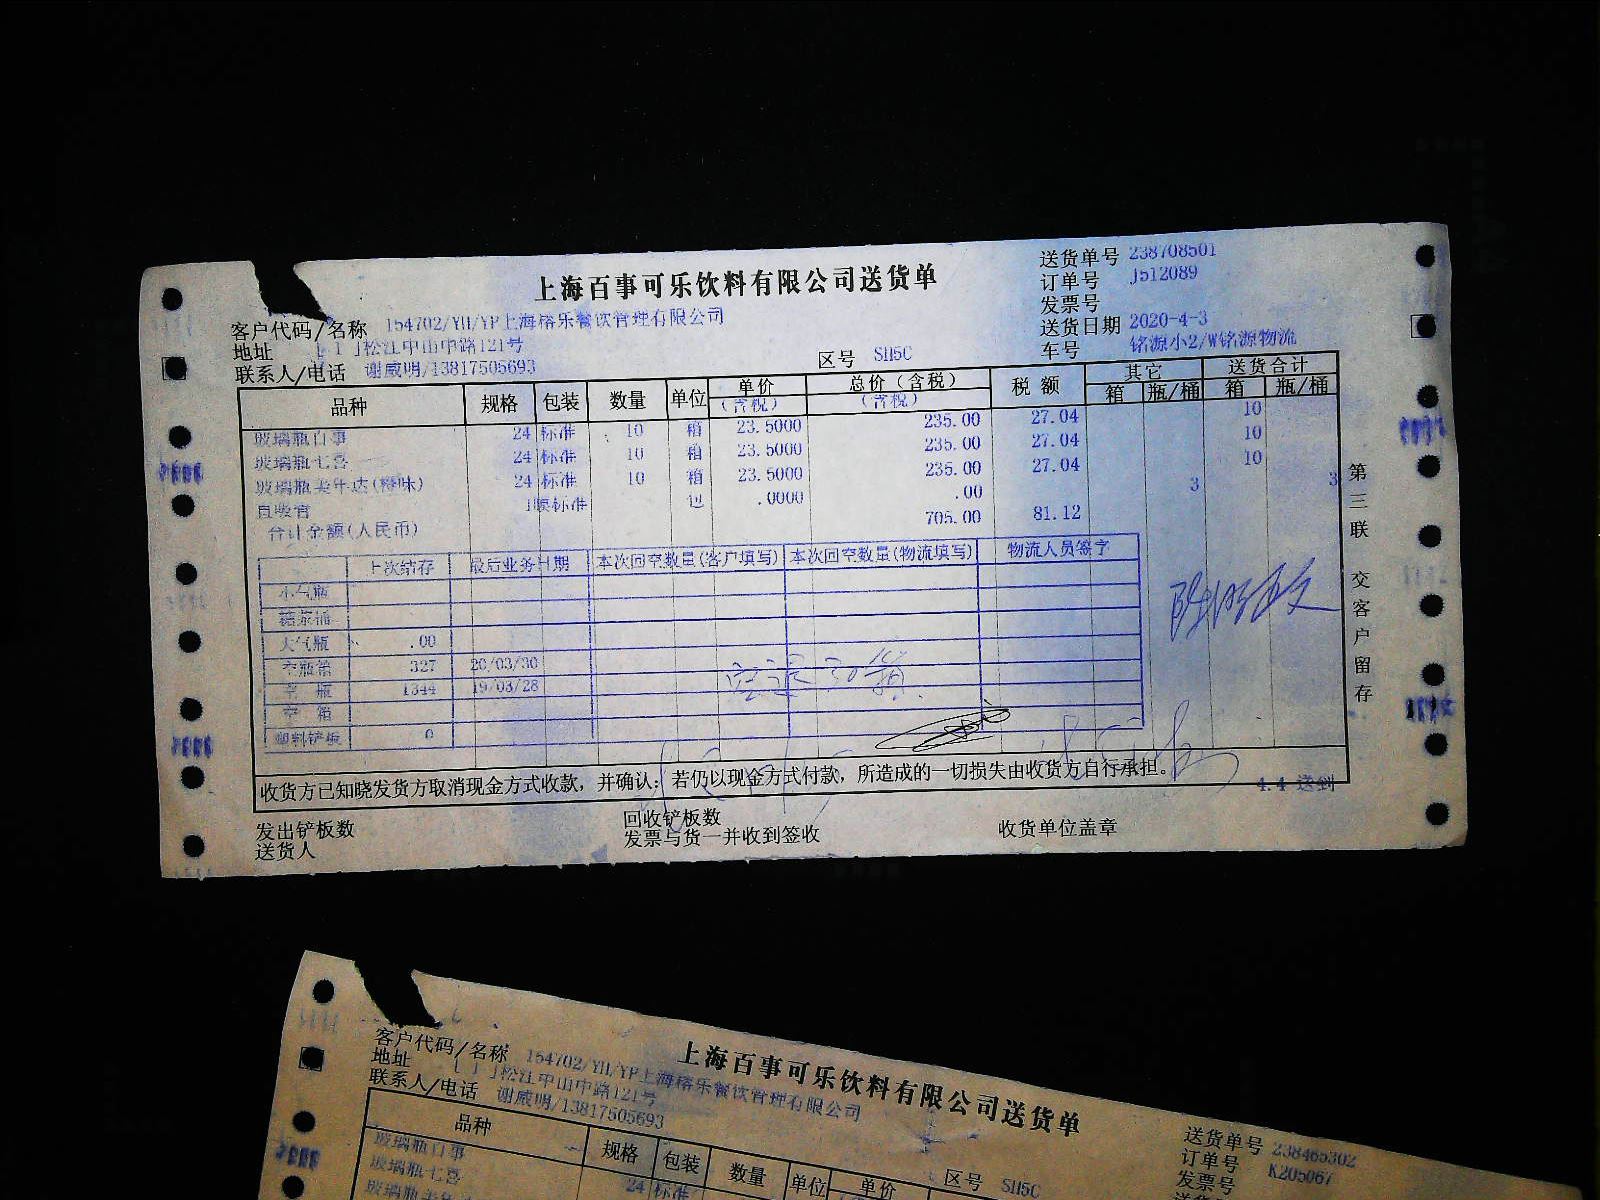 上海百事可乐饮料有限公司送货单
送货单号 238708501
订单号 J512089
发票号
送货日期 2020-4-3
车号 铭源小2/W铭源物流
客户代码/名称 154702/YH/YP上海榕乐餐饮管理有限公司
地址 [1]松江中山中路121号
联系人/电话 谢威明/13817505693
区号 SH5C
品种 规格 包装 数量 单位 单价(含税) 总价(含税)(含税) 税额 其它 箱 瓶/桶 送货合计 箱 瓶/桶
玻璃瓶百事 24 标准 10 箱 23.5000 235.00 27.04 10
玻璃瓶七喜 24 标准 10 箱 23.5000 235.00 27.04 10
玻璃瓶美年达(橙味) 24 标准 10 箱 23.5000 235.00 27.04 10
直吸管 标准 包 .0000 .00 3 3
合计金额(人民币) 705.00 81.12
上次结存 最后业务日期 本次回空数量(客户填写) 本次回空数量(物流填写) 物流人员签字
小气瓶
糖浆桶
大气瓶 .00
空瓶箱 327 20/03/30
空瓶 1344 19/03/28
空箱
塑料铲板 0
收货方已知晓发货方取消现金方式收款，并确认：若仍以现金方式付款，所造成的一切损失由收货方自行承担。
4.4 送到
发出铲板数
回收铲板数
送货人
发票与货一并收到签收
收货单位盖章
第三联 交客户留存
上海百事可乐饮料有限公司送货单
客户代码/名称 154702/YH/YP上海榕乐餐饮管理有限公司
地址 [1]松江中山中路121号
联系人/电话 谢威明/13817505693
送货单号 238465302
订单号 K205067
发票号
区号 SH5C
品种 规格 包装 数量 单位 单价
玻璃瓶百事
玻璃瓶七喜 24 标准